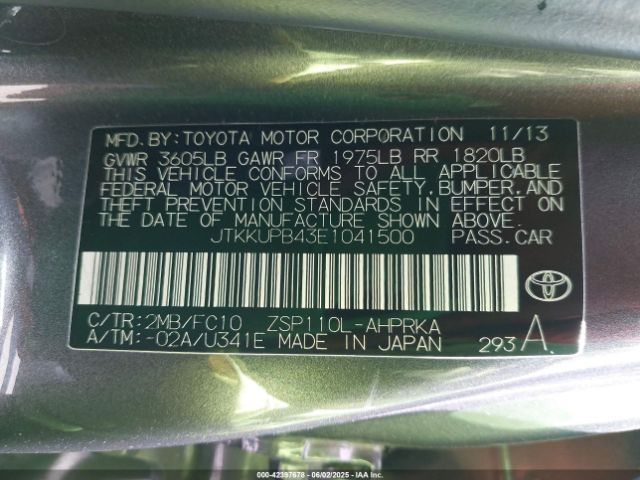 MFD.BY:TOYOTA MOTOR CORPORATION 11/13
GVWR 3605LB GAWR FR 1975LB RR 1820LB
THIS VEHICLE CONFORMS TO ALL APPLICABLE
FEDERAL MOTOR VEHICLE SAFETY, BUMPER, AND
THEFT PREVENTION STANDARDS IN EFFECT ON
THE DATE OF MANUFACTURE SHOWN ABOVE.
JTKKUPB43E1041500 PASS.CAR
C/TR:2MB/FC10 ZSP110L-AHPRKA
A/TM:-02A/U341E MADE IN JAPAN 293 A
000-42397678 - 06/02/2025 - IAAI.COM